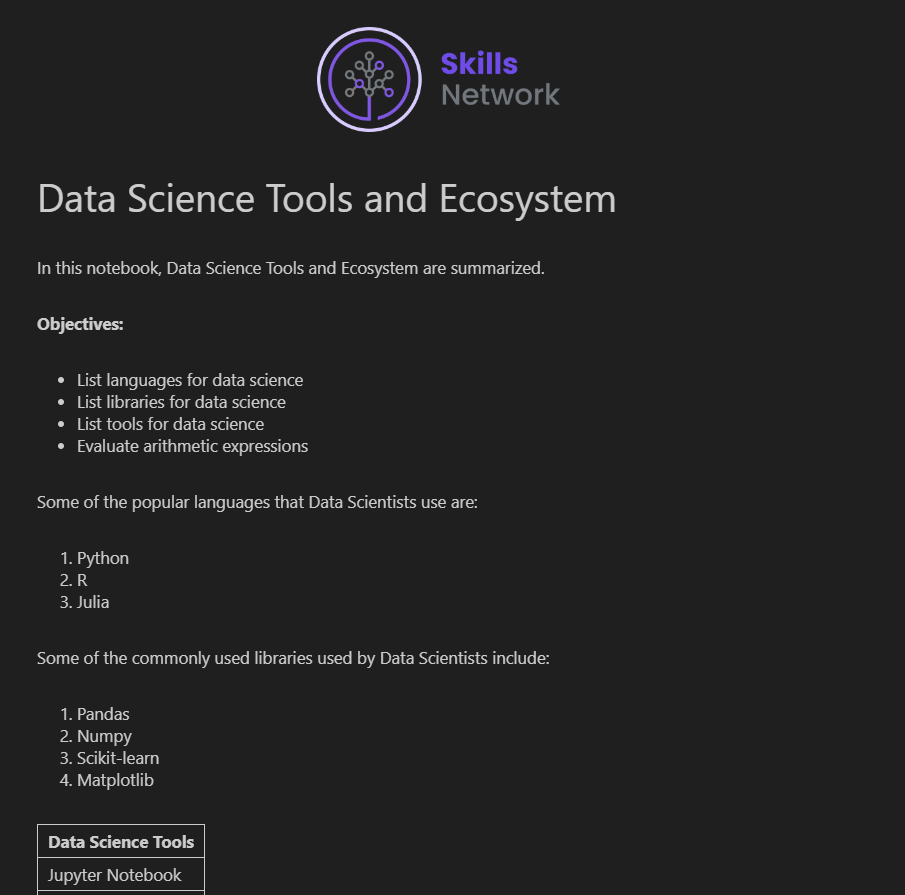 Skills
Network
Data Science Tools and Ecosystem
In this notebook, Data Science Tools and Ecosystem are summarized.
Objectives:
• List languages for data science
• List libraries for data science
• List tools for data science
• Evaluate arithmetic expressions
Some of the popular languages that Data Scientists use are:
1. Python
2. R
3. Julia
Some of the commonly used libraries used by Data Scientists include:
1. Pandas
2. Numpy
3. Scikit-learn
4. Matplotlib
Data Science Tools
Jupyter Notebook